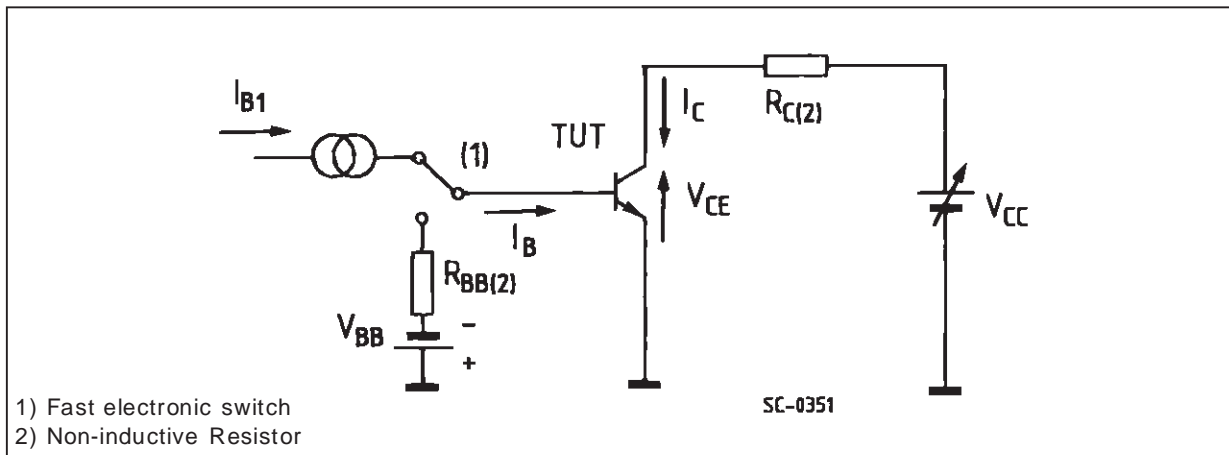 I_B1
(1)
TUT
I_C
R_C(2)
V_CE
V_CC
I_B
R_BB(2)
V_BB
−
+
SC-0351
1) Fast electronic switch
2) Non-inductive Resistor